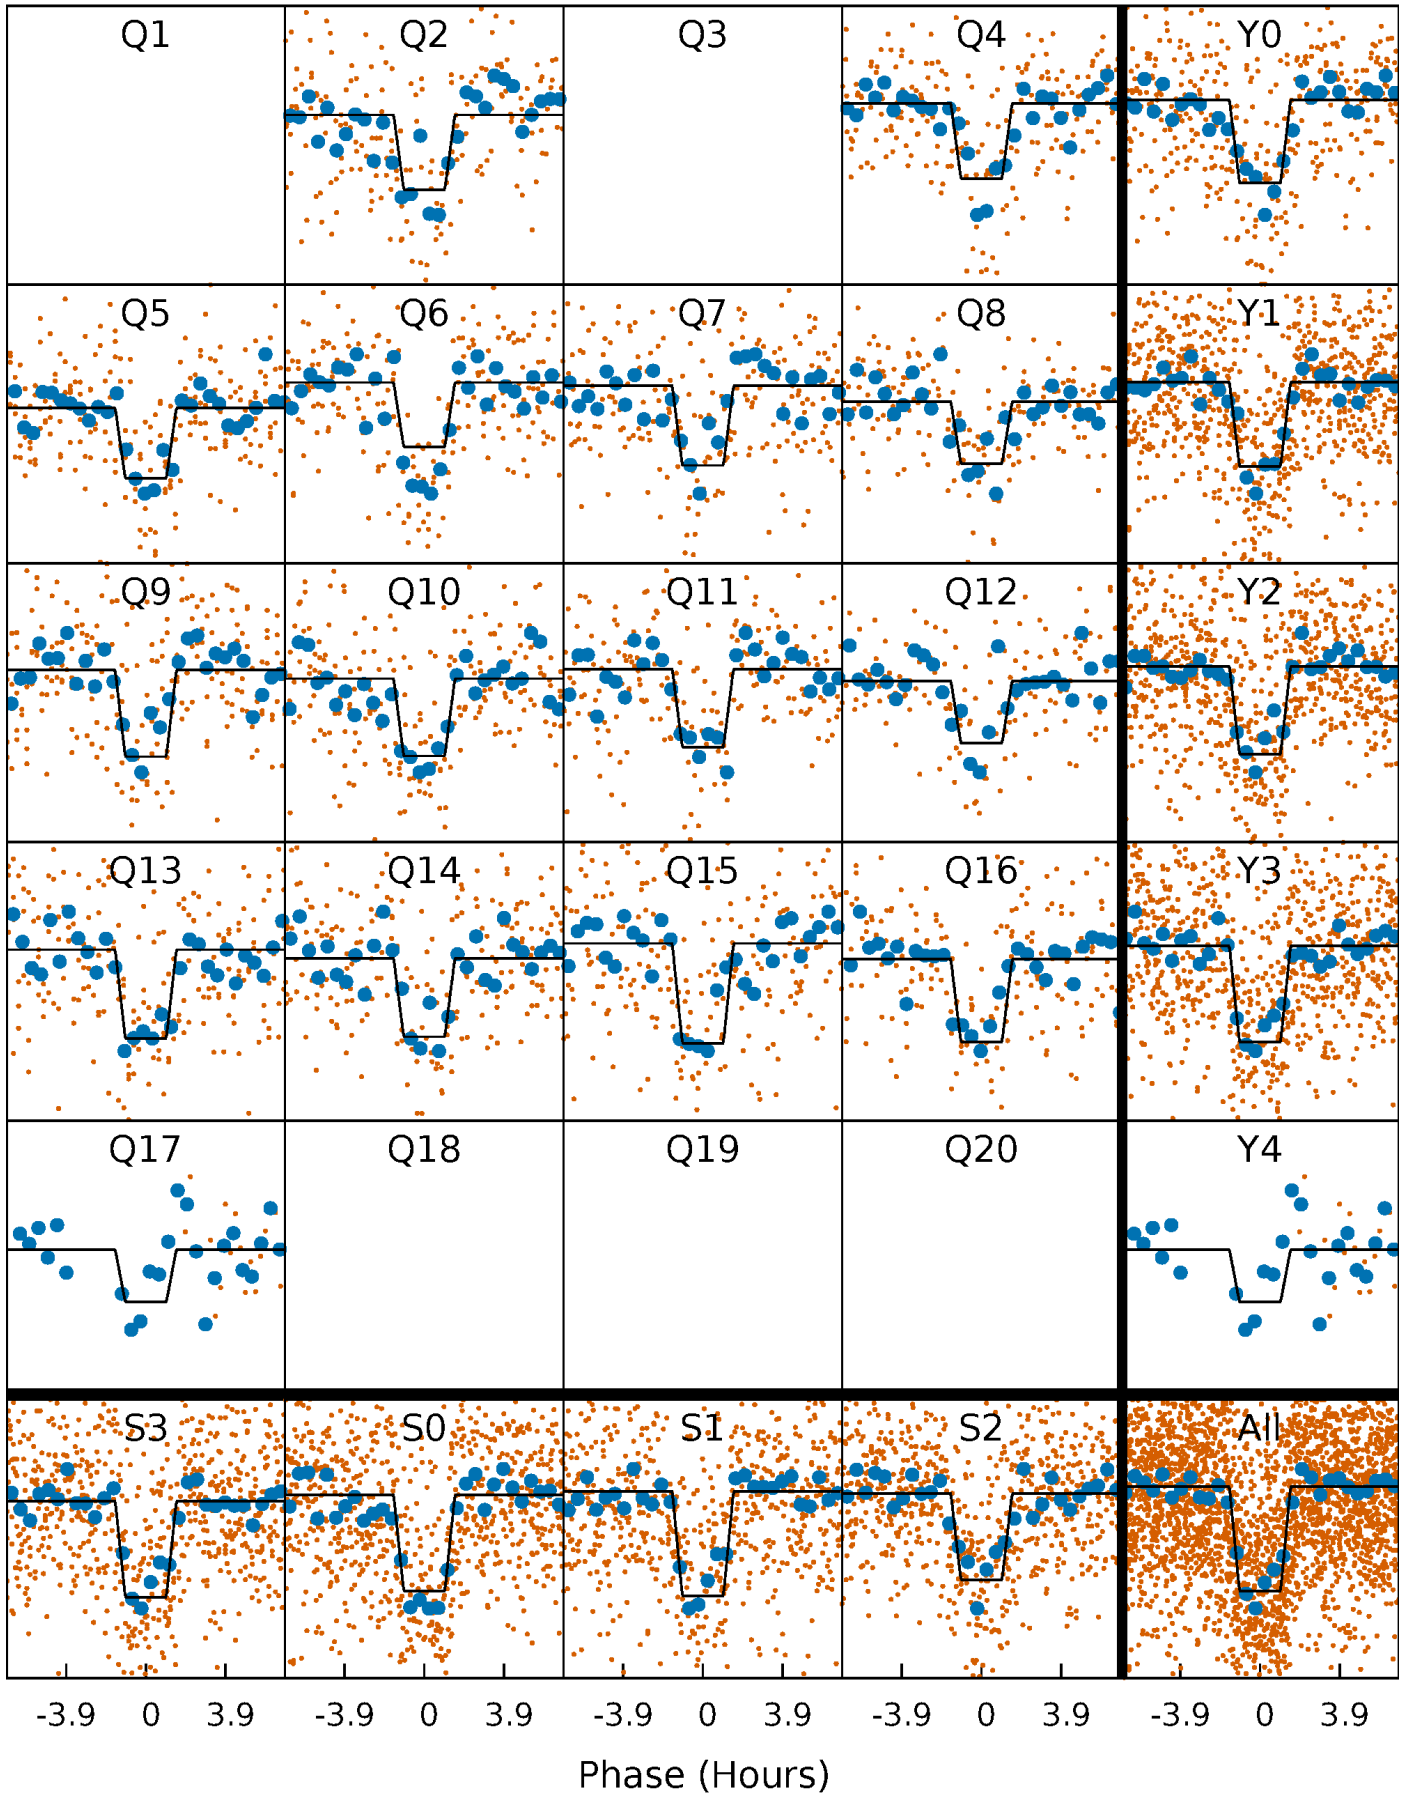 Q1 Q2 Q3 Q4 Y0
Q5 Q6 Q7 Q8 Y1
Q9 Q10 Q11 Q12 Y2
Q13 Q14 Q15 Q16 Y3
Q17 Q18 Q19 Q20 Y4
S3 S0 S1 S2 All
-3.9 0 3.9 -3.9 0 3.9 -3.9 0 3.9 -3.9 0 3.9 -3.9 0 3.9
Phase (Hours)